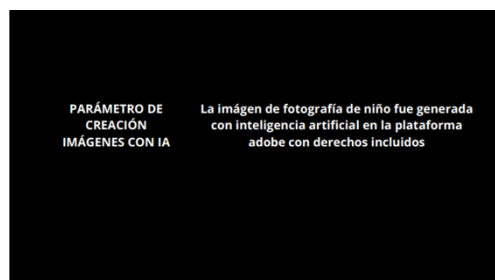 PARÁMETRO DE
CREACIÓN
IMÁGENES CON IA
La imágen de fotografía de niño fue generada
con inteligencia artificial en la plataforma
adobe con derechos incluidos